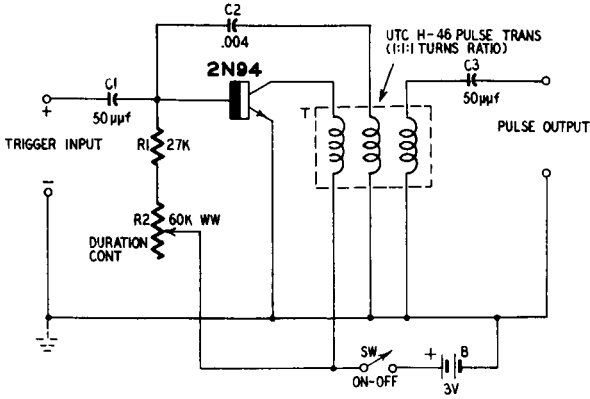 C2
.004
UTC H-46 PULSE TRANS
(1:1:1 TURNS RATIO)
2N94
C1
50μμf
C3
50μμf
+
T
TRIGGER INPUT
R1 27K
PULSE OUTPUT
−
R2 60K WW
DURATION
CONT
SW
ON-OFF
+ B
3V